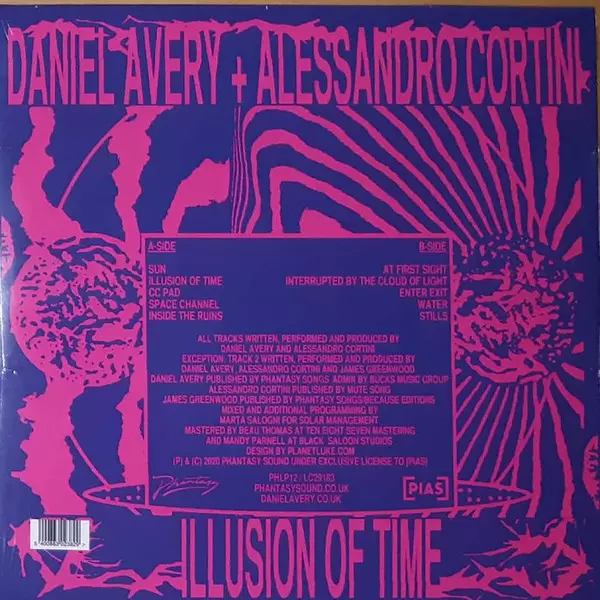 DANIEL AVERY + ALESSANDRO CORTINI
A-SIDE
SUN
ILLUSION OF TIME
CC PAD
SPACE CHANNEL
INSIDE THE RUINS
B-SIDE
AT FIRST SIGHT
INTERRUPTED BY THE CLOUD OF LIGHT
ENTER EXIT
WATER
STILLS
ALL TRACKS WRITTEN, PERFORMED AND PRODUCED BY
DANIEL AVERY AND ALESSANDRO CORTINI
EXCEPTION: TRACK 2 WRITTEN, PERFORMED AND PRODUCED BY
DANIEL AVERY, ALESSANDRO CORTINI AND JAMES GREENWOOD
DANIEL AVERY PUBLISHED BY PHANTASY SONGS ADMIR BY BUCKS MUSIC GROUP
ALESSANDRO CORTINI PUBLISHED BY MUTE SONG
JAMES GREENWOOD PUBLISHED BY PHANTASY SONGS/BECAUSE EDITIONS
MIXED AND ADDITIONAL PROGRAMMING BY
MARTA SALOGNI FOR SOLAR MANAGEMENT
MASTERED BY BEAU THOMAS AT TEN EIGHT SEVEN MASTERING
AND MANDY PARNELL AT BLACK SALOON STUDIOS
DESIGN BY PLANETLUKE.COM
(P) & (C) 2020 PHANTASY SOUND UNDER EXCLUSIVE LICENSE TO [PIAS]
Phantasy
PHLP12 / LC29183
PHANTASYSOUND.CO.UK
DANIELAVERY.CO.UK
[PIAS]
ILLUSION OF TIME